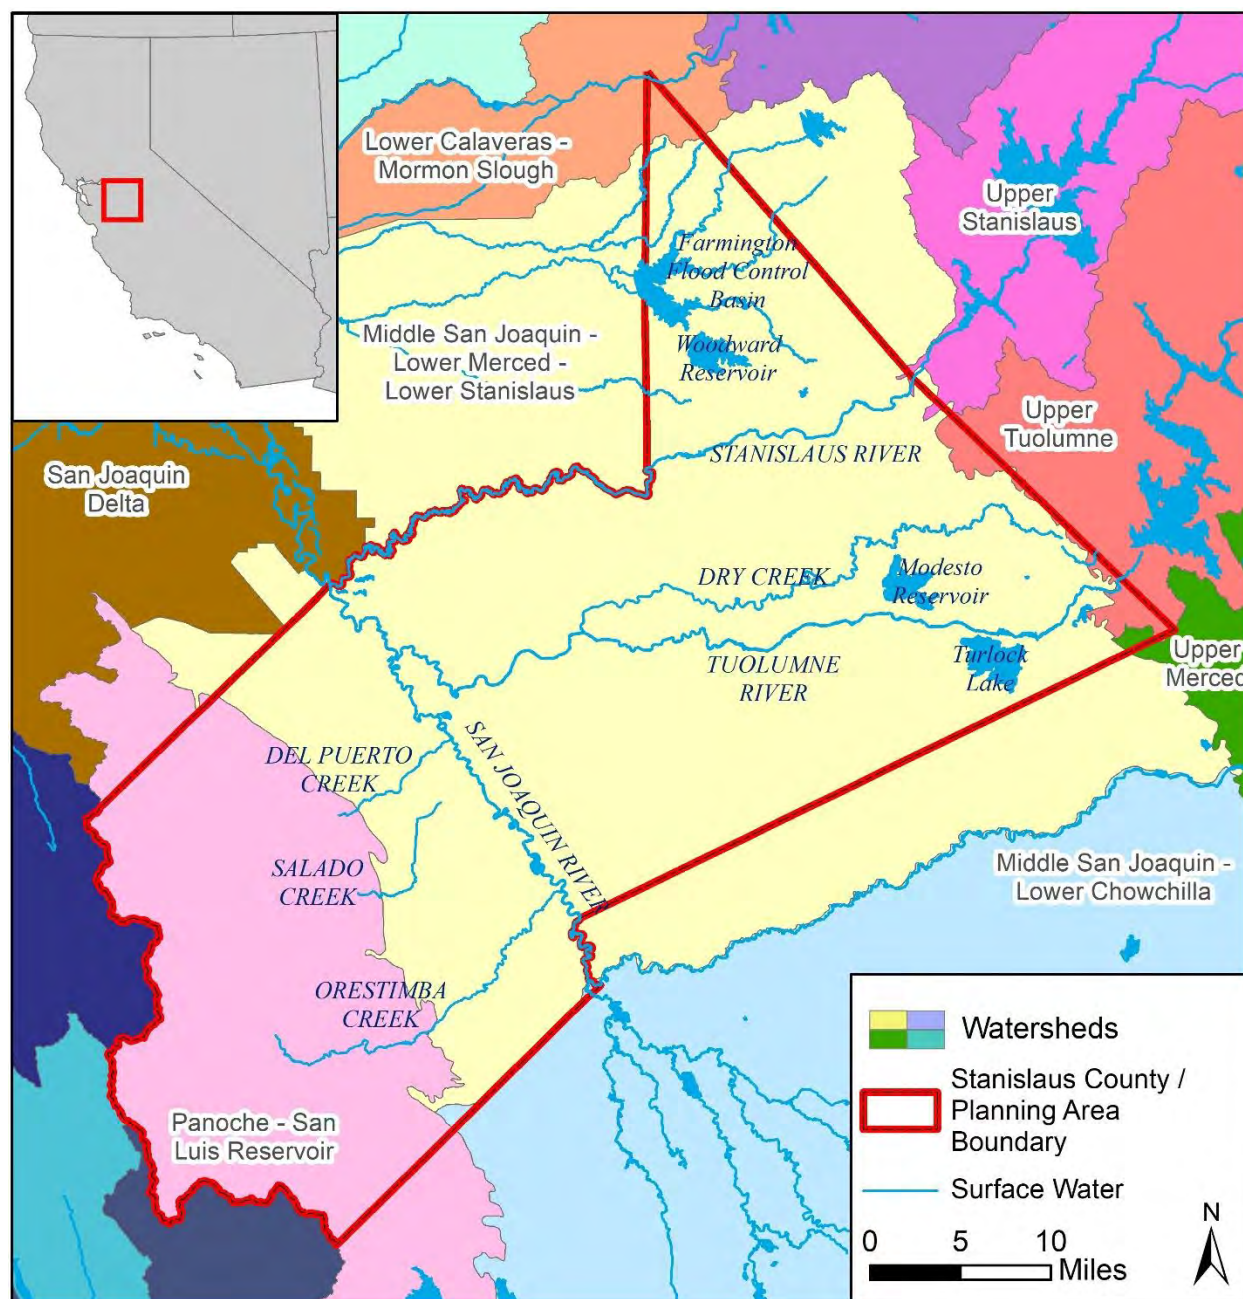 Lower Calaveras -
Mormon Slough
Upper
Stanislaus
Farmington
Flood Control
Basin
Middle San Joaquin -
Lower Merced -
Lower Stanislaus
Woodward
Reservoir
Upper
Tuolumne
San Joaquin
Delta
STANISLAUS RIVER
DRY CREEK
Modesto
Reservoir
TUOLUMNE
RIVER
Turlock
Lake
Upper
Merced
DEL PUERTO
CREEK
SAN JOAQUIN RIVER
SALADO
CREEK
Middle San Joaquin -
Lower Chowchilla
ORESTIMBA
CREEK
Panoche - San
Luis Reservoir
Watersheds
Stanislaus County /
Planning Area
Boundary
Surface Water
N
0 5 10
Miles